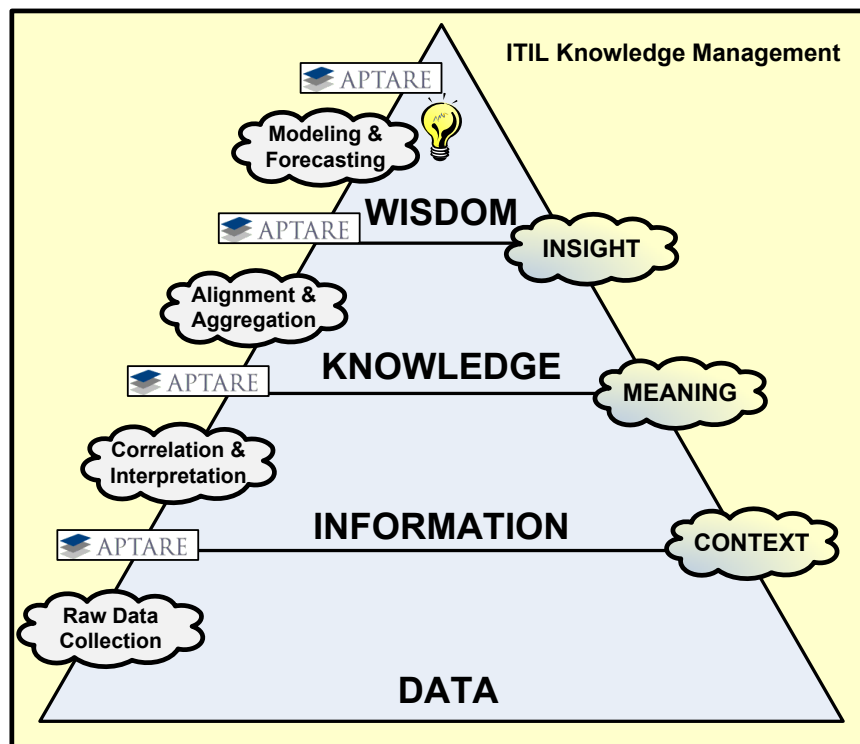 ITIL Knowledge Management
APTARE
Modeling &
Forecasting
WISDOM
APTARE
INSIGHT
Alignment &
Aggregation
KNOWLEDGE
APTARE
MEANING
Correlation &
Interpretation
INFORMATION
APTARE
CONTEXT
Raw Data
Collection
DATA